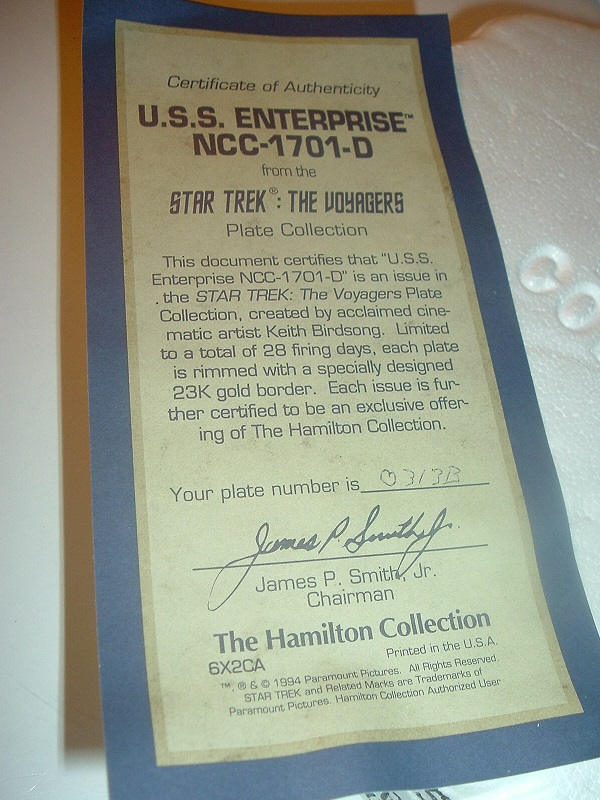 Certificate of Authenticity
U.S.S. ENTERPRISE™
NCC-1701-D
from the
STAR TREK®: THE VOYAGERS
Plate Collection
This document certifies that "U.S.S.
Enterprise NCC-1701-D" is an issue in
the STAR TREK: The Voyagers Plate
Collection, created by acclaimed cine-
matic artist Keith Birdsong. Limited
to a total of 28 firing days, each plate
is rimmed with a specially designed
23K gold border. Each issue is fur-
ther certified to be an exclusive offer-
ing of The Hamilton Collection.
Your plate number is 0313B
James P. Smith Jr.
James P. Smith, Jr.
Chairman
The Hamilton Collection
6X2CA
Printed in the U.S.A.
™, ® & © 1994 Paramount Pictures. All Rights Reserved.
STAR TREK and Related Marks are Trademarks of
Paramount Pictures. Hamilton Collection Authorized User